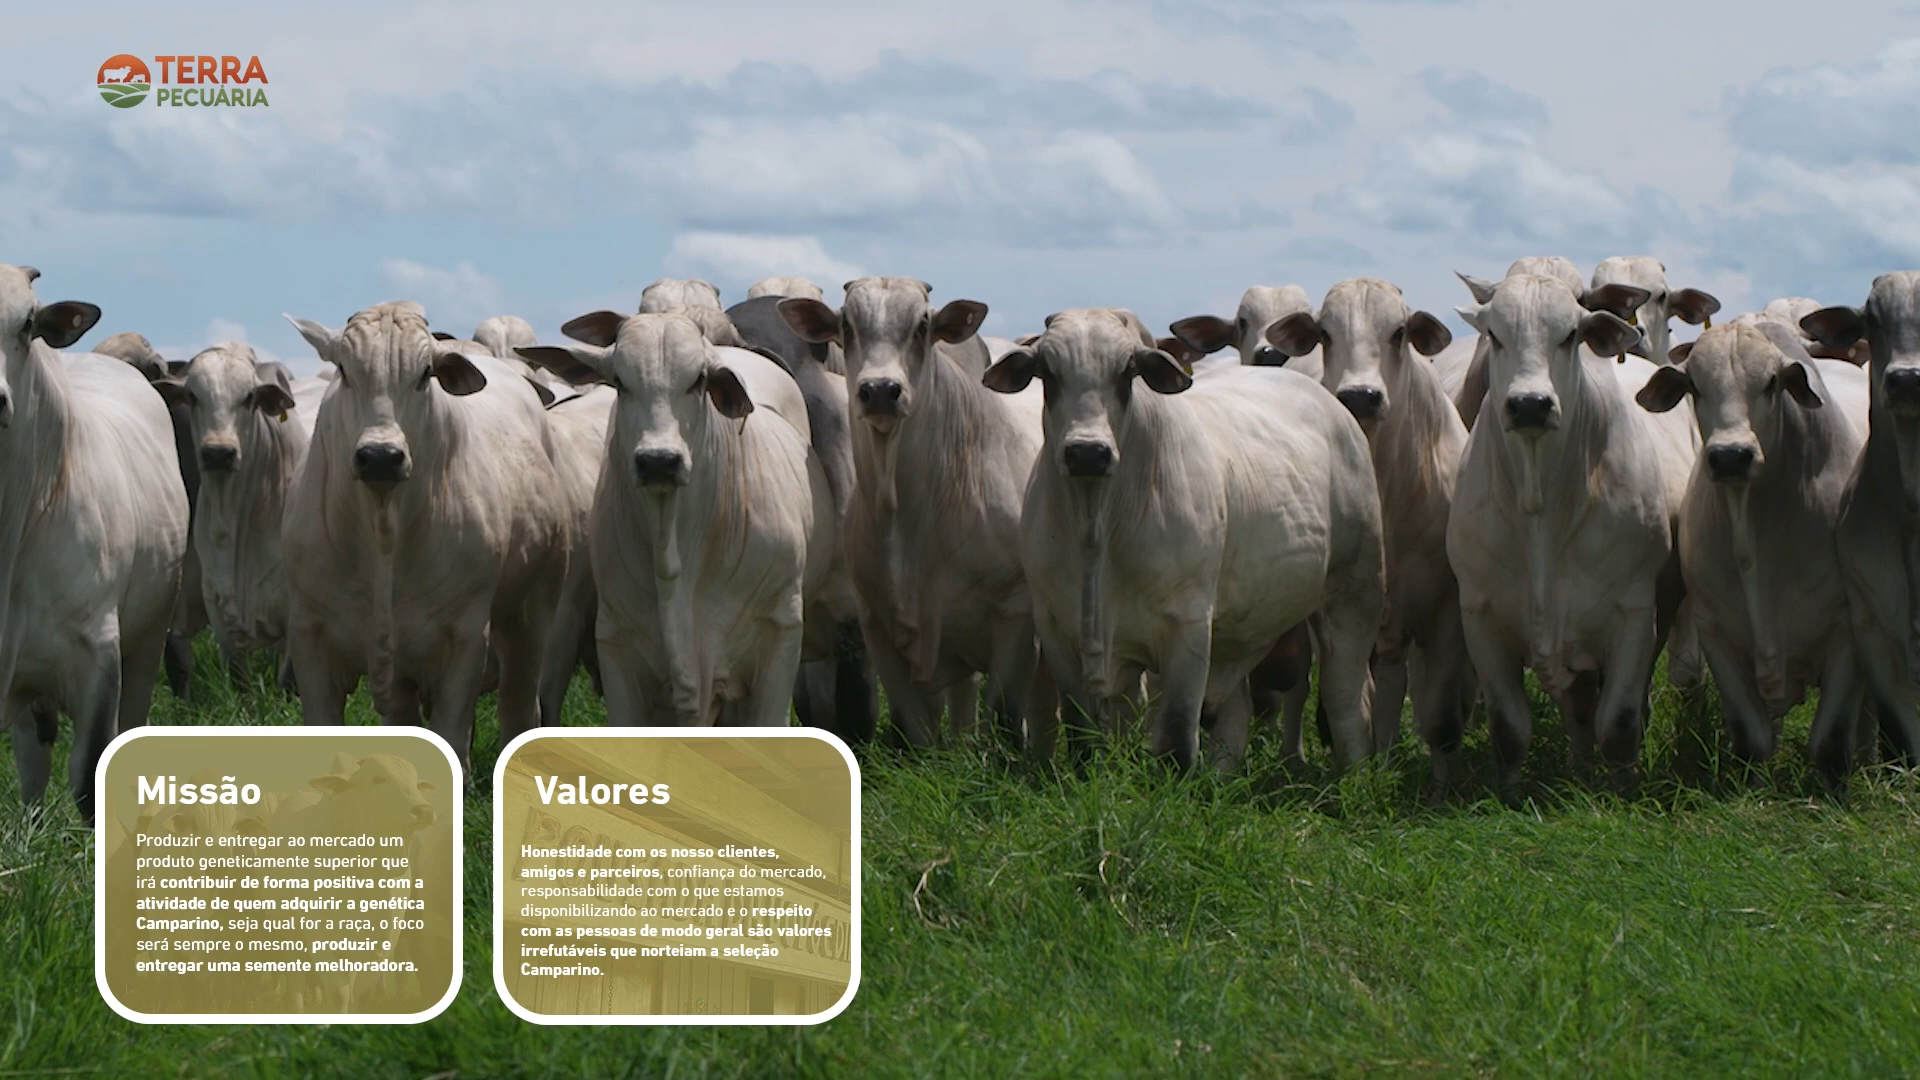 TERRA
PECUÁRIA
Missão
Produzir e entregar ao mercado um
produto geneticamente superior que
irá contribuir de forma positiva com a
atividade de quem adquirir a genética
Camparino, seja qual for a raça, o foco
será sempre o mesmo, produzir e
entregar uma semente melhoradora.
Valores
Honestidade com os nosso clientes,
amigos e parceiros, confiança do mercado,
responsabilidade com o que estamos
disponibilizando ao mercado e o respeito
com as pessoas de modo geral são valores
irrefutáveis que norteiam a seleção
Camparino.